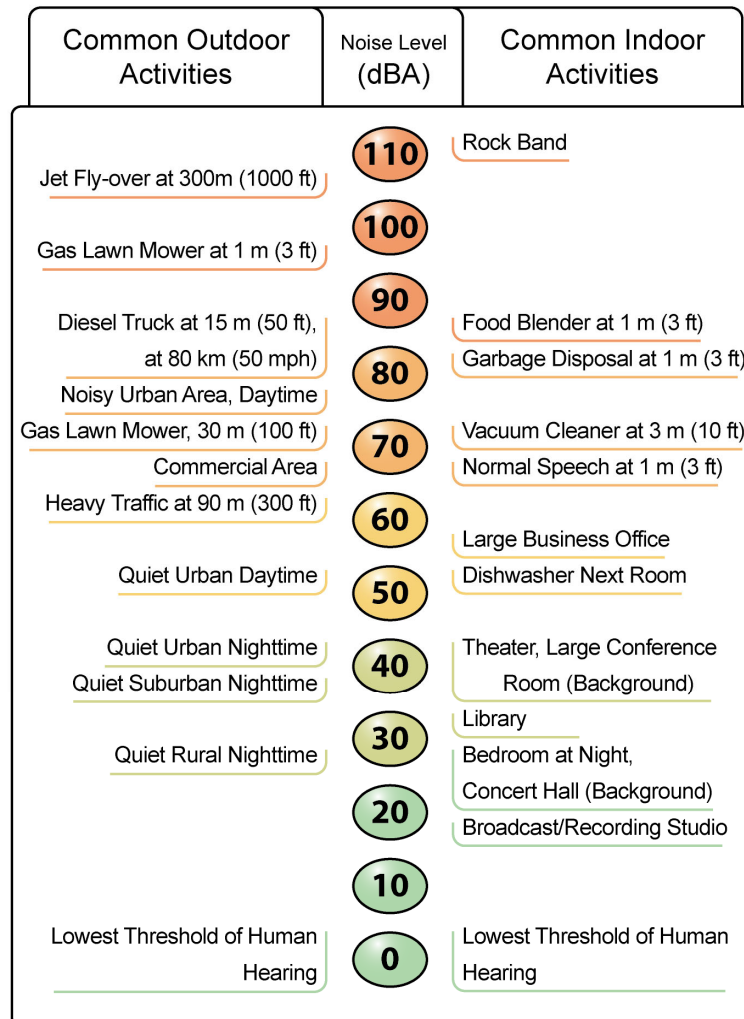 Common Outdoor
Activities
Noise Level
(dBA)
Common Indoor
Activities
110
Rock Band
Jet Fly-over at 300m (1000 ft)
100
Gas Lawn Mower at 1 m (3 ft)
90
Diesel Truck at 15 m (50 ft),
at 80 km (50 mph)
Food Blender at 1 m (3 ft)
80
Garbage Disposal at 1 m (3 ft)
Noisy Urban Area, Daytime
Gas Lawn Mower, 30 m (100 ft)
70
Vacuum Cleaner at 3 m (10 ft)
Commercial Area
Normal Speech at 1 m (3 ft)
Heavy Traffic at 90 m (300 ft)
60
Large Business Office
Quiet Urban Daytime
50
Dishwasher Next Room
Quiet Urban Nighttime
40
Theater, Large Conference
Room (Background)
Quiet Suburban Nighttime
30
Library
Quiet Rural Nighttime
Bedroom at Night,
Concert Hall (Background)
20
Broadcast/Recording Studio
10
Lowest Threshold of Human
Hearing
0
Lowest Threshold of Human
Hearing